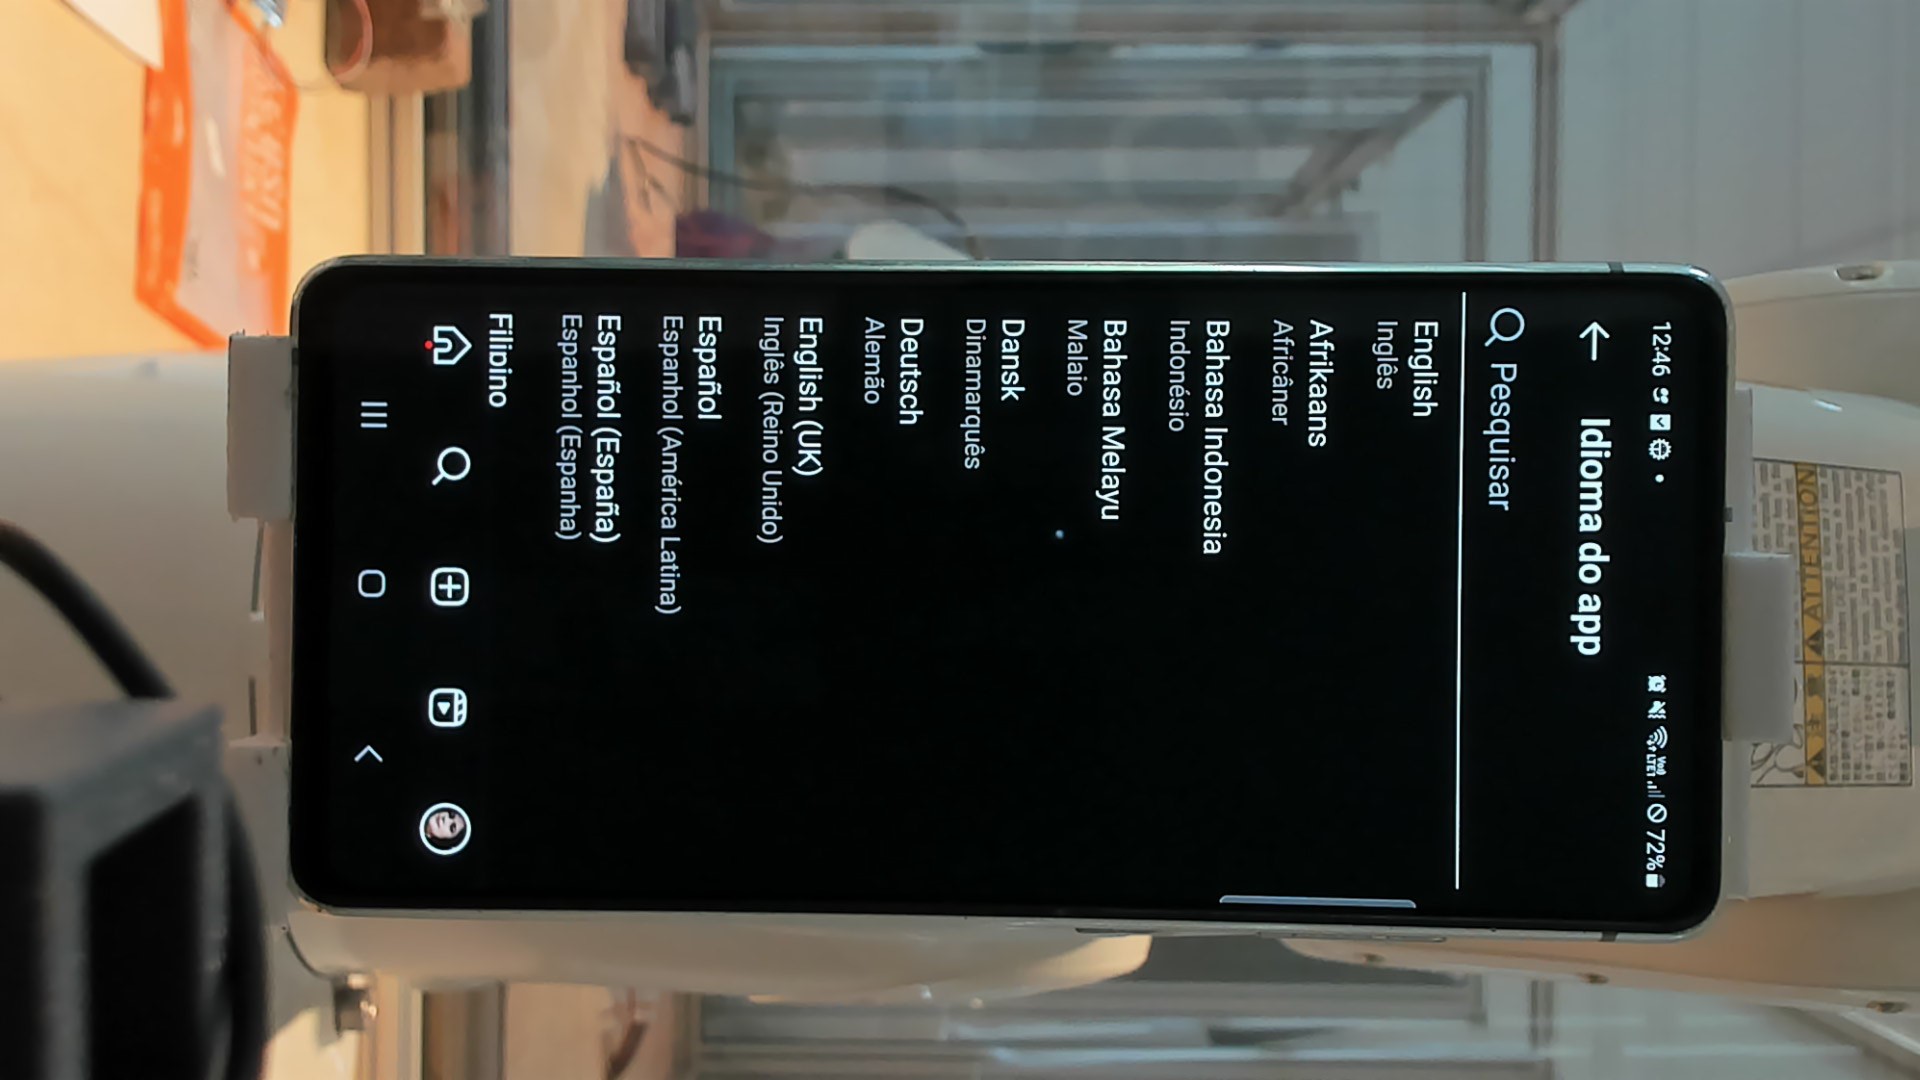 12:46
72%
Idioma do app
Pesquisar
English
Inglês
Afrikaans
Africâner
Bahasa Indonesia
Indonésio
Bahasa Melayu
Malaio
Dansk
Dinamarquês
Deutsch
Alemão
English (UK)
Inglês (Reino Unido)
Español
Espanhol (América Latina)
Español (España)
Espanhol (Espanha)
Filipino